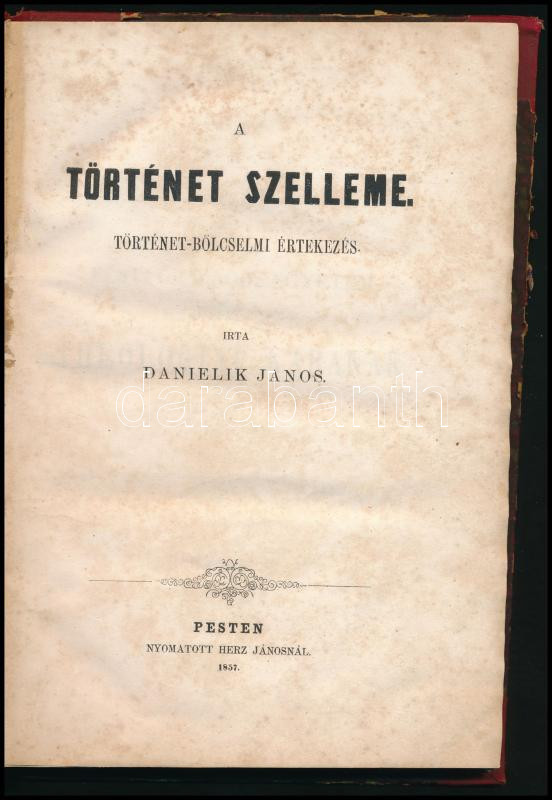 A
TÖRTÉNET SZELLEME.
TÖRTÉNET-BÖLCSELMI ÉRTEKEZÉS.
IRTA
DANIELIK JANOS.
darabanth
PESTEN
NYOMATOTT HERZ JÁNOSNÁL.
1857.